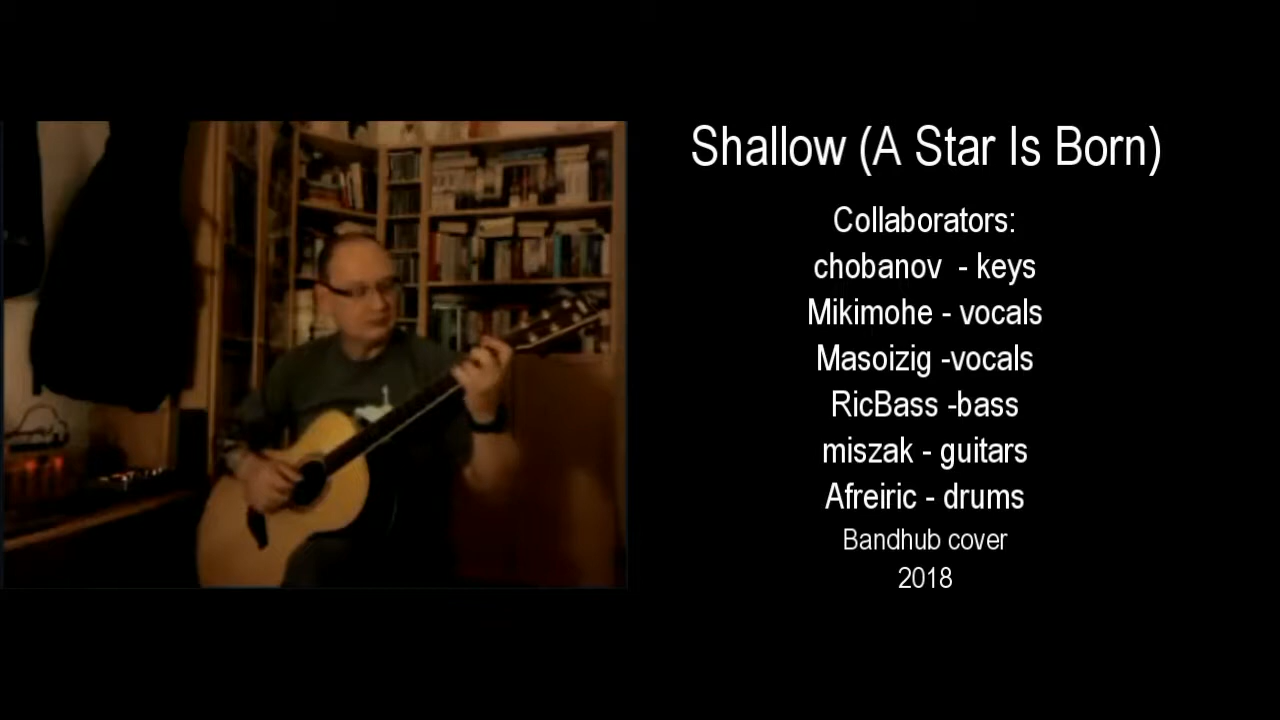 Shallow (A Star Is Born)
Collaborators:
chobanov - keys
Mikimohe - vocals
Masoizig -vocals
RicBass -bass
miszak - guitars
Afreiric - drums
Bandhub cover
2018